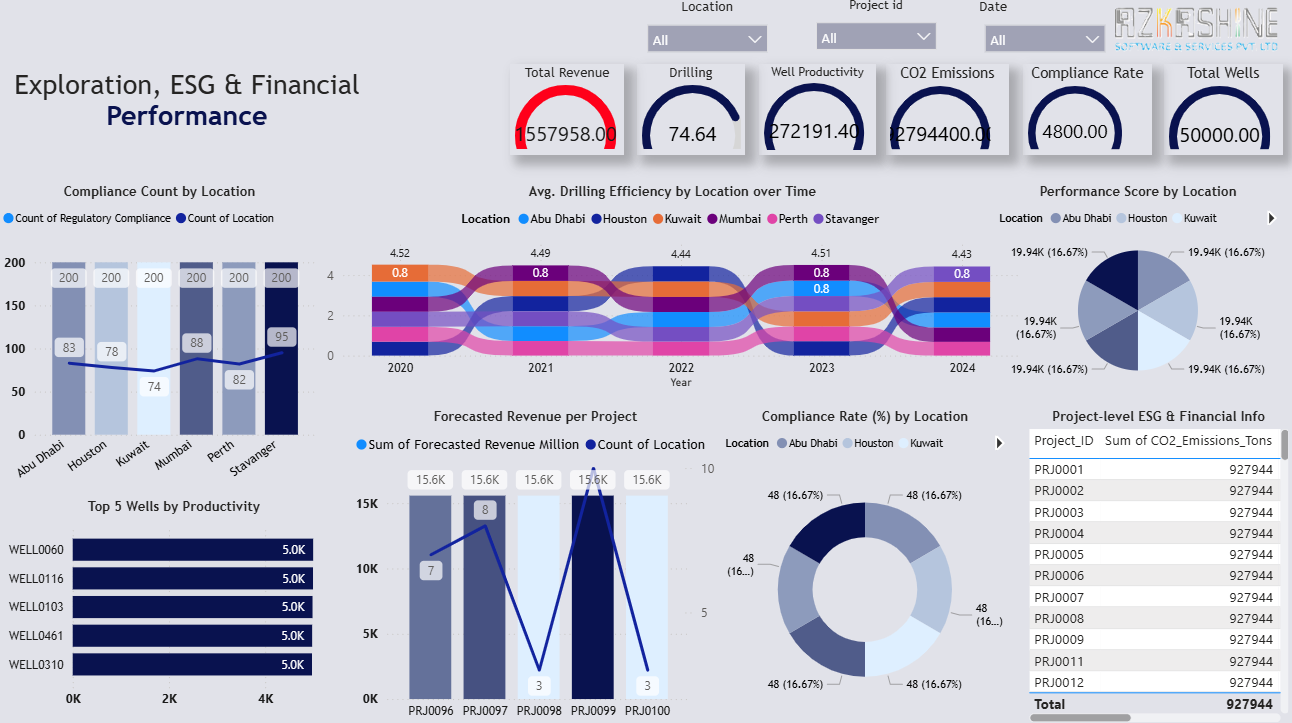 Location
Project id
Date
All
All
All
AZKASHINE
SOFTWARE & SERVICES PVT. LTD
Exploration, ESG & Financial
Performance
Total Revenue
1557958.00
Drilling
74.64
Well Productivity
272191.40
CO2 Emissions
2794400.0
Compliance Rate
4800.00
Total Wells
50000.00
Compliance Count by Location
Count of Regulatory Compliance Count of Location
200
150
100
50
0
200 200 200 200 200 200
83 78 74 88 82 95
Abu Dhabi Houston Kuwait Mumbai Perth Stavanger
Avg. Drilling Efficiency by Location over Time
Location Abu Dhabi Houston Kuwait Mumbai Perth Stavanger
4.52 4.49 4.44 4.51 4.43
0.8 0.8 0.8 0.8
0.8
4
2
0
2020 2021 2022 2023 2024
Year
Performance Score by Location
Location Abu Dhabi Houston Kuwait
19.94K (16.67%) 19.94K (16.67%)
19.94K
(16.67%)
19.94K
(16.67%)
19.94K (16.67%) 19.94K (16.67%)
Top 5 Wells by Productivity
WELL0060 5.0K
WELL0116 5.0K
WELL0103 5.0K
WELL0461 5.0K
WELL0310 5.0K
0K 2K 4K
Forecasted Revenue per Project
Sum of Forecasted Revenue Million Count of Location
15.6K 15.6K 15.6K 15.6K 15.6K
15K
10K
5K
0K
10
5
7 8 3 3
PRJ0096 PRJ0097 PRJ0098 PRJ0099 PRJ0100
Compliance Rate (%) by Location
Location Abu Dhabi Houston Kuwait
48 (16.67%) 48 (16.67%)
48
(16...)
48
(16...)
48 (16.67%) 48 (16.67%)
Project-level ESG & Financial Info
Project_ID Sum of CO2_Emissions_Tons
PRJ0001 927944
PRJ0002 927944
PRJ0003 927944
PRJ0004 927944
PRJ0005 927944
PRJ0006 927944
PRJ0007 927944
PRJ0008 927944
PRJ0009 927944
PRJ0011 927944
PRJ0012 927944
Total 927944